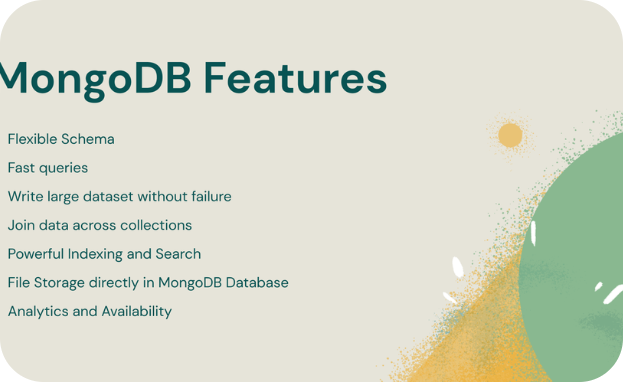 MongoDB Features
Flexible Schema
Fast queries
Write large dataset without failure
Join data across collections
Powerful Indexing and Search
File Storage directly in MongoDB Database
Analytics and Availability